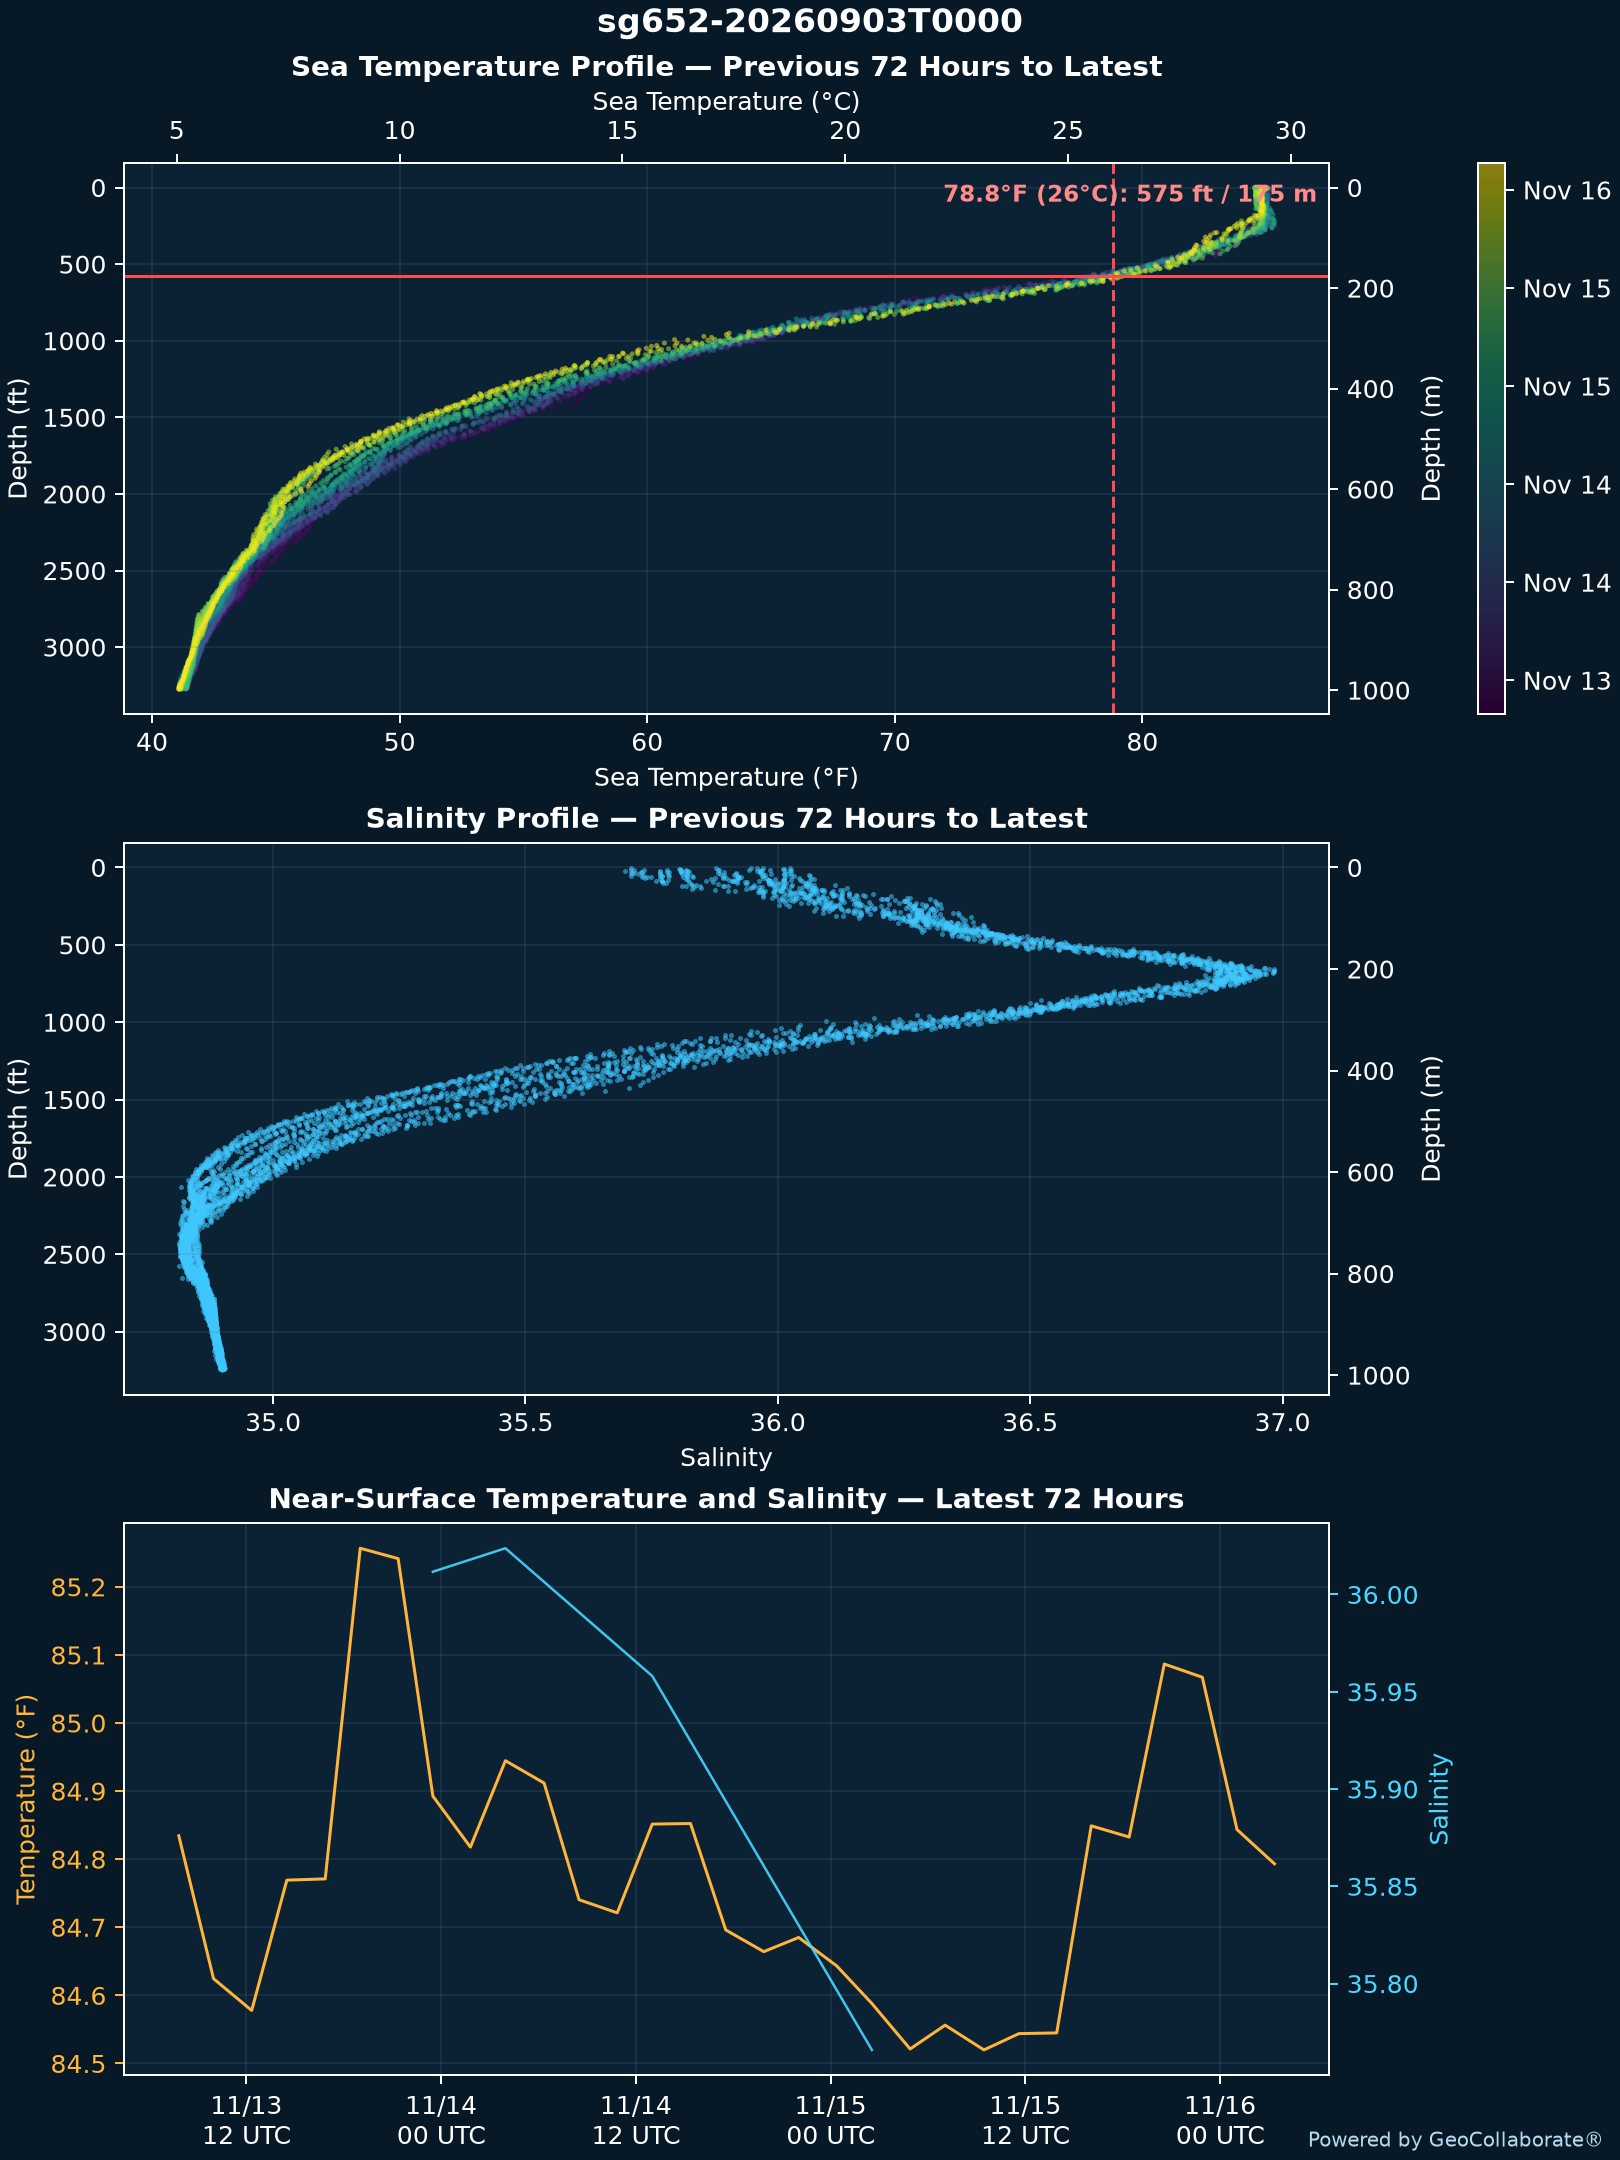 sg652-20260903T0000
Sea Temperature Profile — Previous 72 Hours to Latest
Sea Temperature (°C)
5 10 15 20 25 30
78.8°F (26°C): 575 ft / 175 m
Depth (ft)
0
500
1000
1500
2000
2500
3000
0
200
400
600
800
1000
Depth (m)
Nov 16
Nov 15
Nov 15
Nov 14
Nov 14
Nov 13
40 50 60 70 80
Sea Temperature (°F)
Salinity Profile — Previous 72 Hours to Latest
Depth (ft)
0
500
1000
1500
2000
2500
3000
0
200
400
600
800
1000
Depth (m)
35.0 35.5 36.0 36.5 37.0
Salinity
Near-Surface Temperature and Salinity — Latest 72 Hours
Temperature (°F)
85.2
85.1
85.0
84.9
84.8
84.7
84.6
84.5
36.00
35.95
35.90
35.85
35.80
Salinity
11/13 11/14 11/14 11/15 11/15 11/16
12 UTC 00 UTC 12 UTC 00 UTC 12 UTC 00 UTC
Powered by GeoCollaborate®